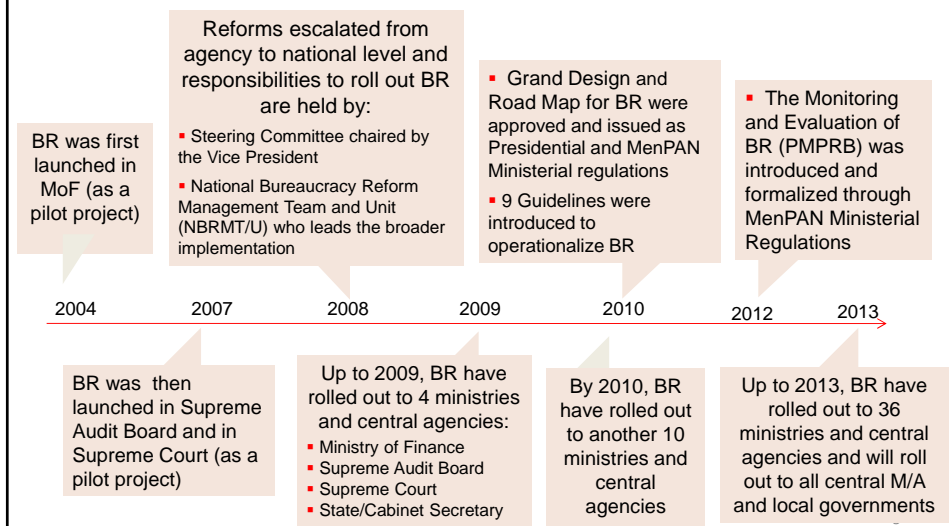 BR was first
launched in
MoF (as a
pilot project)
Reforms escalated from
agency to national level and
responsibilities to roll out BR
are held by:
▪ Steering Committee chaired by
the Vice President
▪ National Bureaucracy Reform
Management Team and Unit
(NBRMT/U) who leads the broader
implementation
▪ Grand Design and
Road Map for BR were
approved and issued as
Presidential and MenPAN
Ministerial regulations
▪ 9 Guidelines were
introduced to
operationalize BR
▪ The Monitoring
and Evaluation of
BR (PMPRB) was
introduced and
formalized through
MenPAN Ministerial
Regulations
2004 2007 2008 2009 2010 2012 2013
BR was then
launched in Supreme
Audit Board and in
Supreme Court (as a
pilot project)
Up to 2009, BR have
rolled out to 4 ministries
and central agencies:
▪ Ministry of Finance
▪ Supreme Audit Board
▪ Supreme Court
▪ State/Cabinet Secretary
By 2010, BR
have rolled out
to another 10
ministries and
central
agencies
Up to 2013, BR have
rolled out to 36
ministries and central
agencies and will roll
out to all central M/A
and local governments